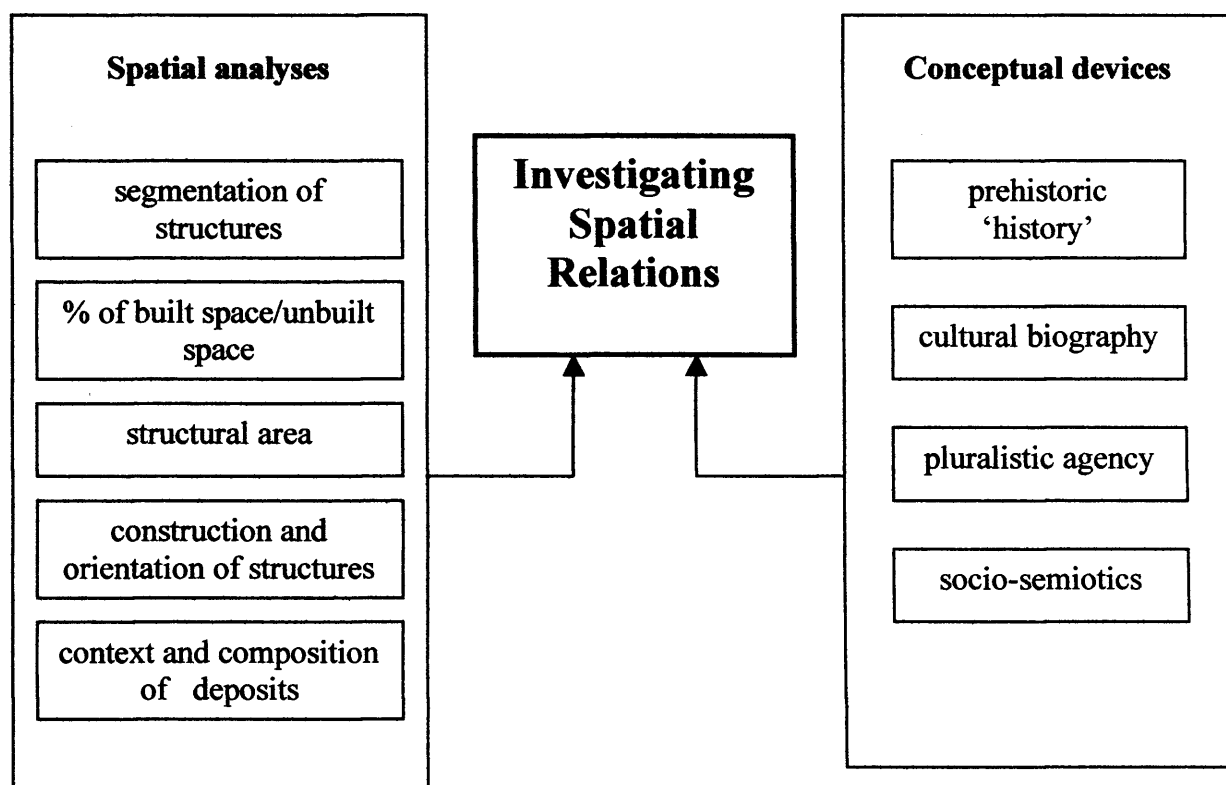 Spatial analyses
segmentation of
structures
% of built space/unbuilt
space
structural area
construction and
orientation of structures
context and composition
of deposits
Investigating
Spatial
Relations
Conceptual devices
prehistoric
‘history’
cultural biography
pluralistic agency
socio-semiotics